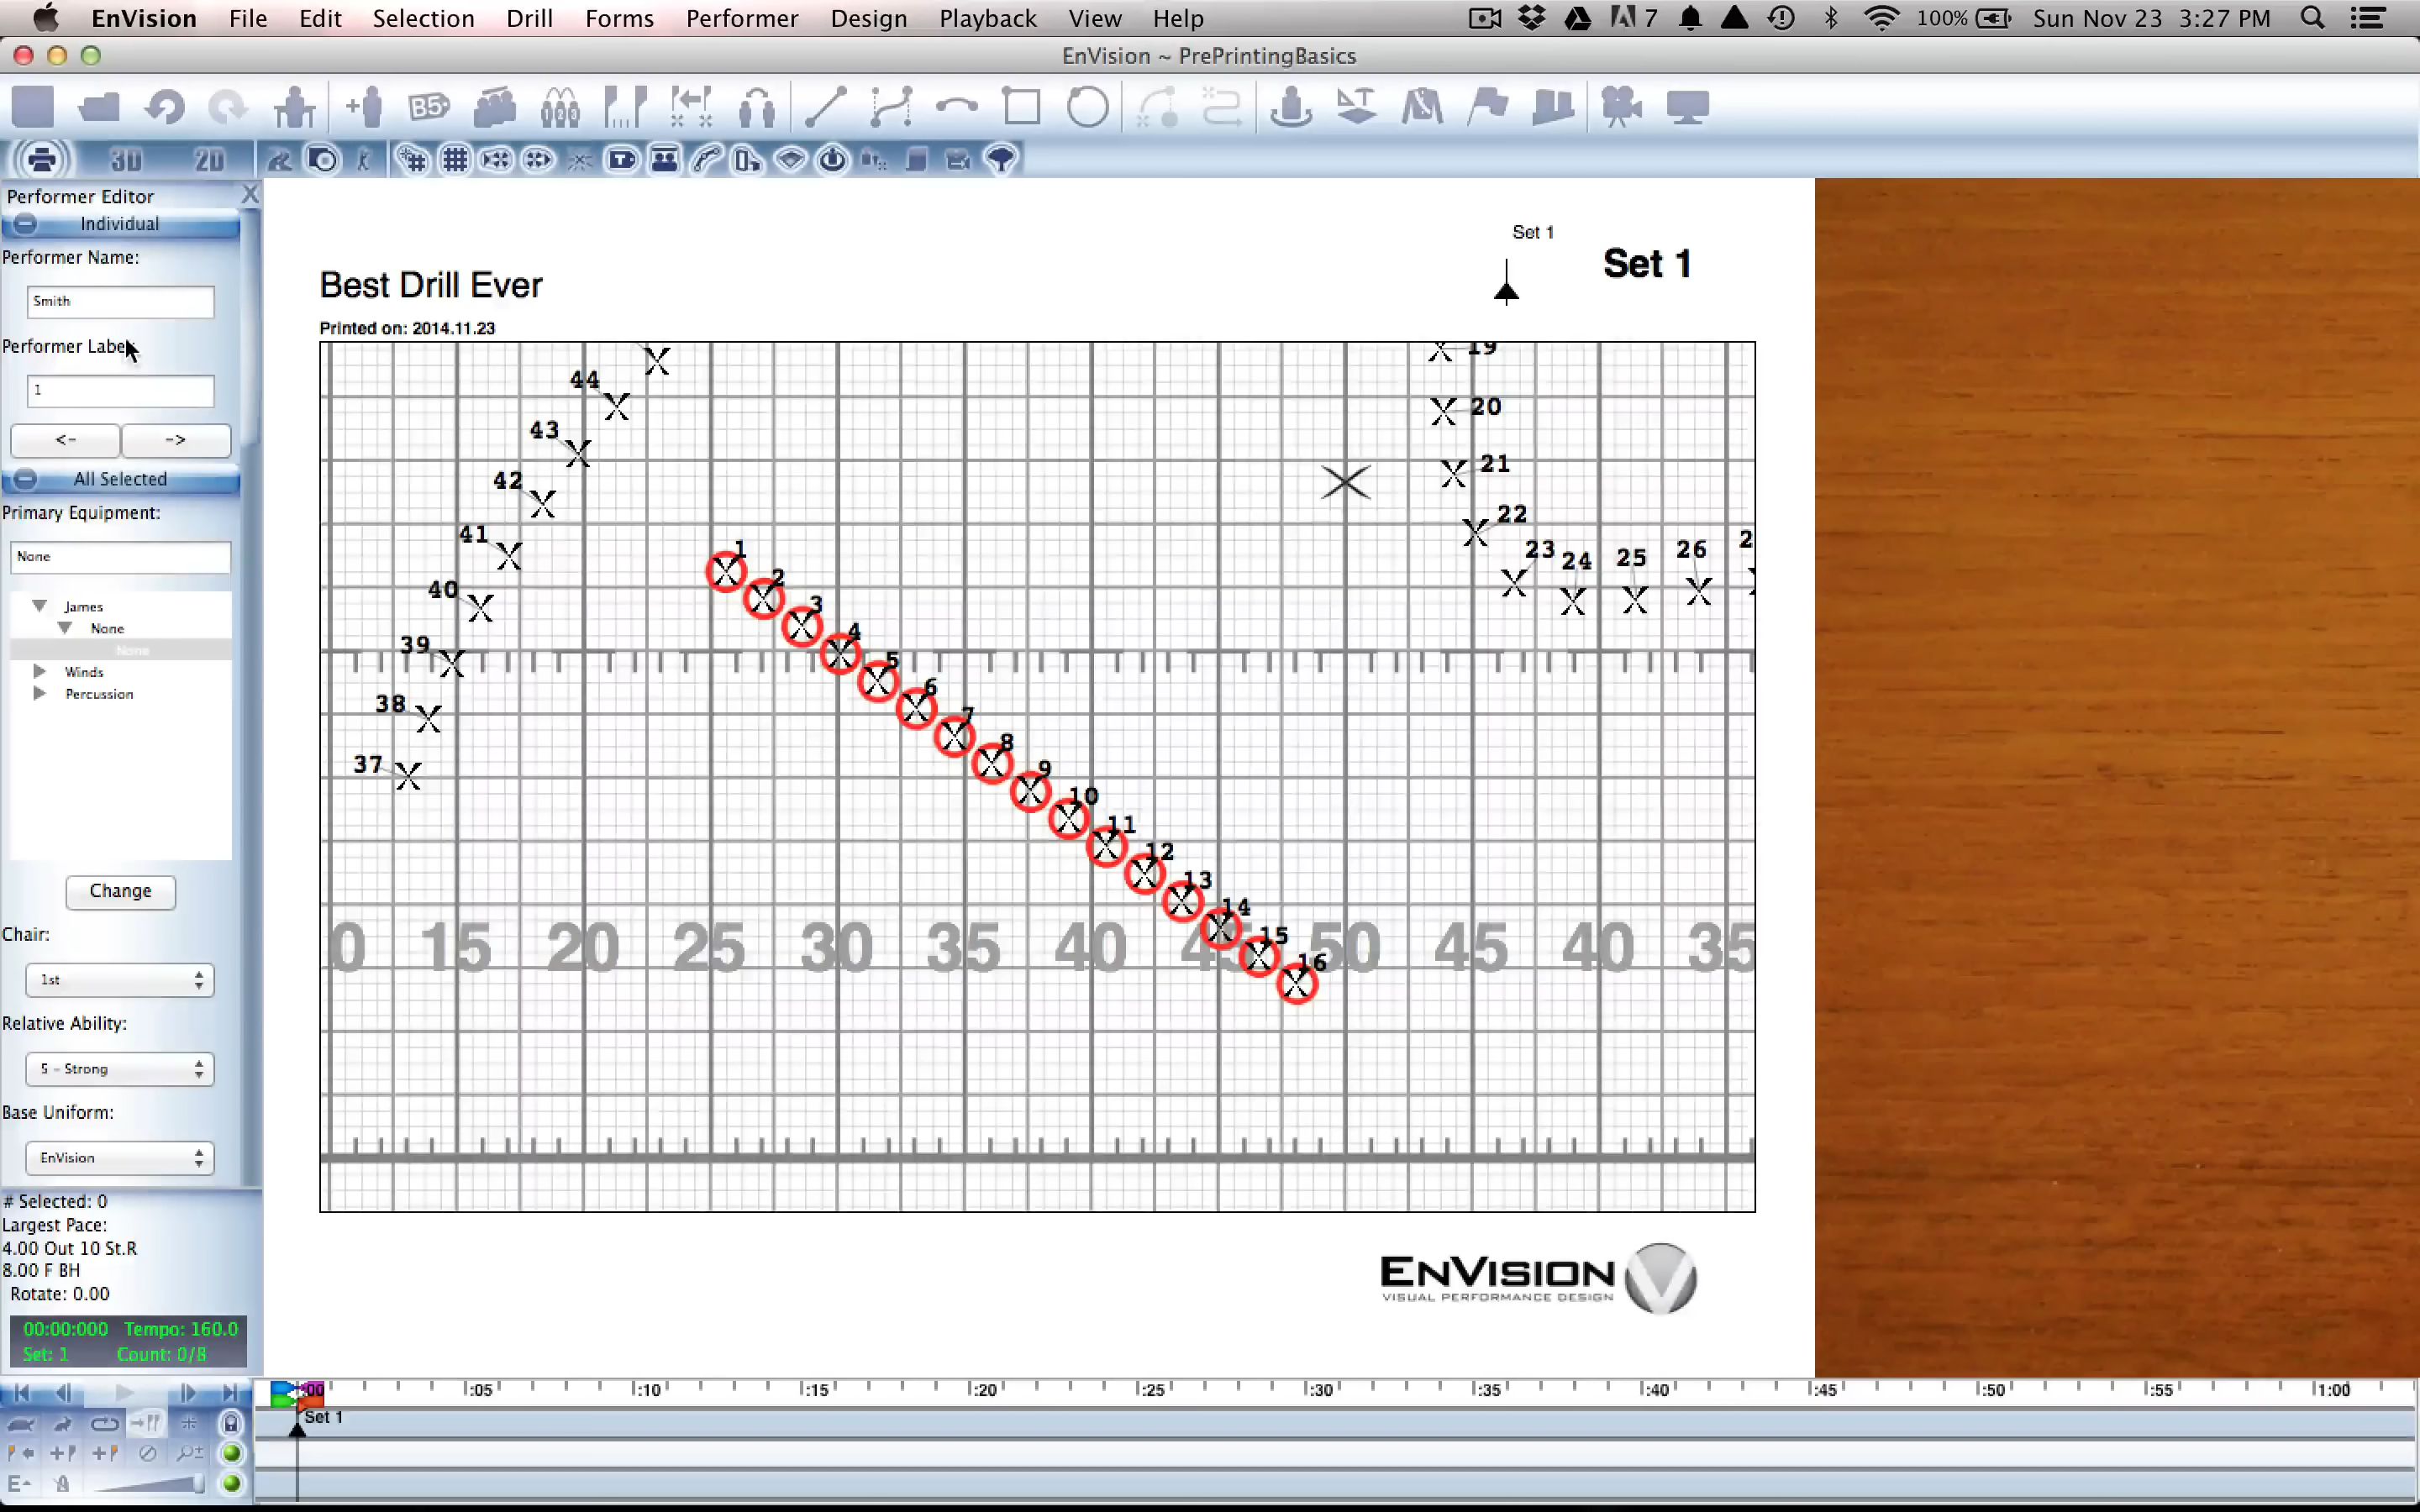 EnVision File Edit Selection Drill Forms Performer Design Playback View Help 7 100% Sun Nov 23 3:27 PM
EnVision ~ PrePrintingBasics
B5
3D 2D
Performer Editor X
Individual
Performer Name:
Smith
Performer Label:
1
<- ->
All Selected
Primary Equipment:
None
James
None
None
Winds
Percussion
Change
Chair:
1st
Relative Ability:
5 - Strong
Base Uniform:
EnVision
# Selected: 0
Largest Pace:
4.00 Out 10 St.R
8.00 F BH
Rotate: 0.00
00:00:000 Tempo: 160.0
Set: 1 Count: 0/8
Set 1
Set 1
Best Drill Ever
Printed on: 2014.11.23
19
44
20
43
21
42
22
41
23 24 25 26 2
1
40
2
3
4
39
5
6
38
7
8
37
9
10
11
12
13
14
0 15 20 25 30 35 40 45 50 45 40 35
15
16
ENVISION
VISUAL PERFORMANCE DESIGN
:00 :05 :10 :15 :20 :25 :30 :35 :40 :45 :50 :55 1:00
Set 1
E